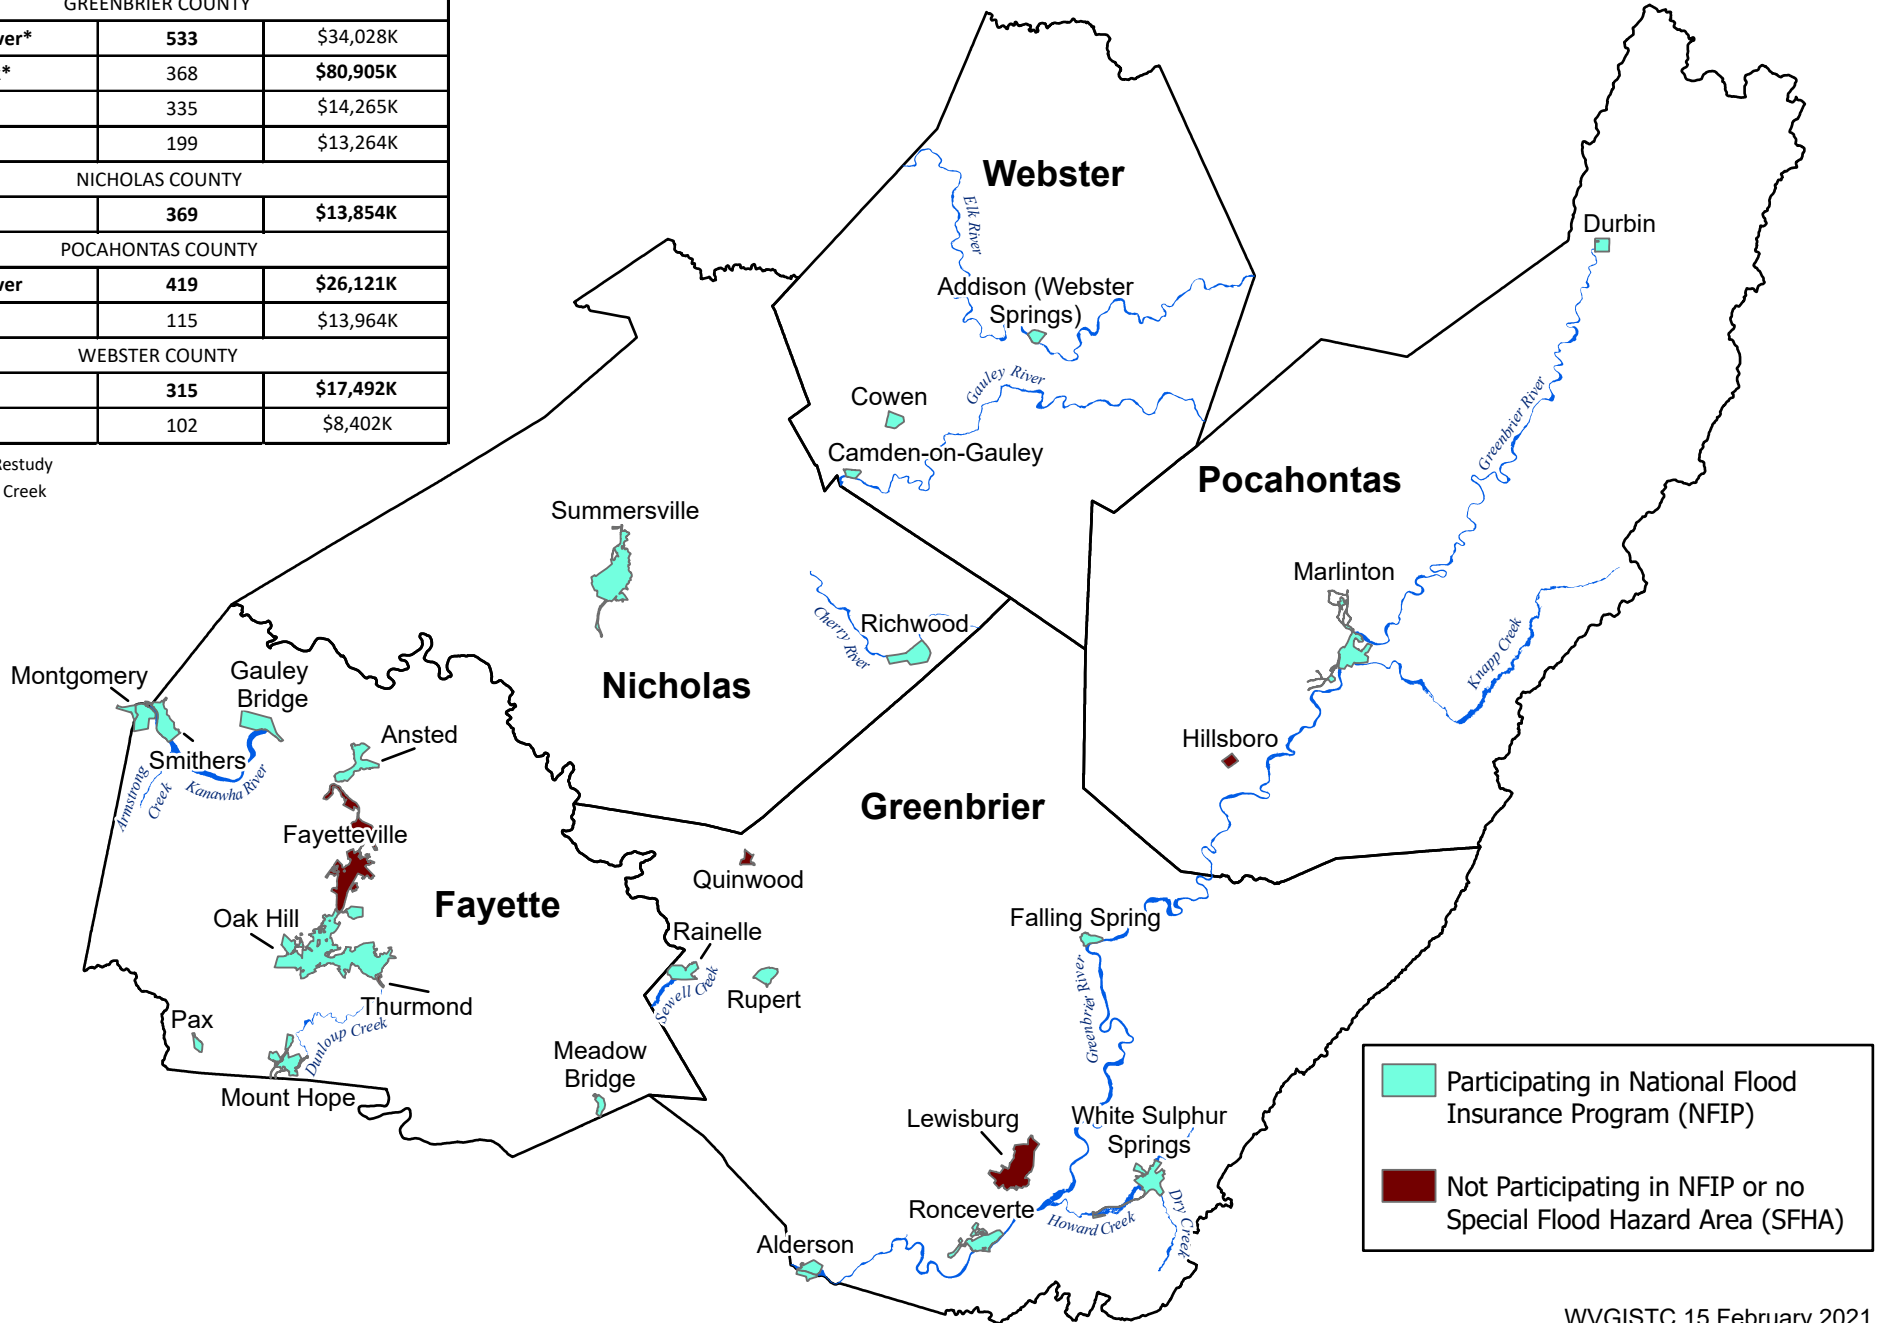 GREENBRIER COUNTY
ver* 533 $34,028K
* 368 $80,905K
335 $14,265K
199 $13,264K
NICHOLAS COUNTY
369 $13,854K
POCAHONTAS COUNTY
ver 419 $26,121K
115 $13,964K
WEBSTER COUNTY
315 $17,492K
102 $8,402K
Restudy
Creek
Webster
Elk River
Durbin
Addison (Webster
Springs)
Gauley River
Cowen
Camden-on-Gauley
Greenbrier River
Pocahontas
Summersville
Marlinton
Cherry River
Richwood
Knapp Creek
Nicholas
Montgomery
Gauley
Bridge
Ansted
Smithers
Armstrong
Creek
Kanawha River
Hillsboro
Greenbrier
Fayetteville
Quinwood
Fayette
Oak Hill
Rainelle
Falling Spring
Sewell Creek
Rupert
Greenbrier River
Thurmond
Pax
Dunloup Creek
Meadow
Bridge
Mount Hope
Lewisburg
White Sulphur
Springs
Ronceverte
Howard Creek
Dry Creek
Alderson
Participating in National Flood
Insurance Program (NFIP)
Not Participating in NFIP or no
Special Flood Hazard Area (SFHA)
WVGISTC 15 February 2021